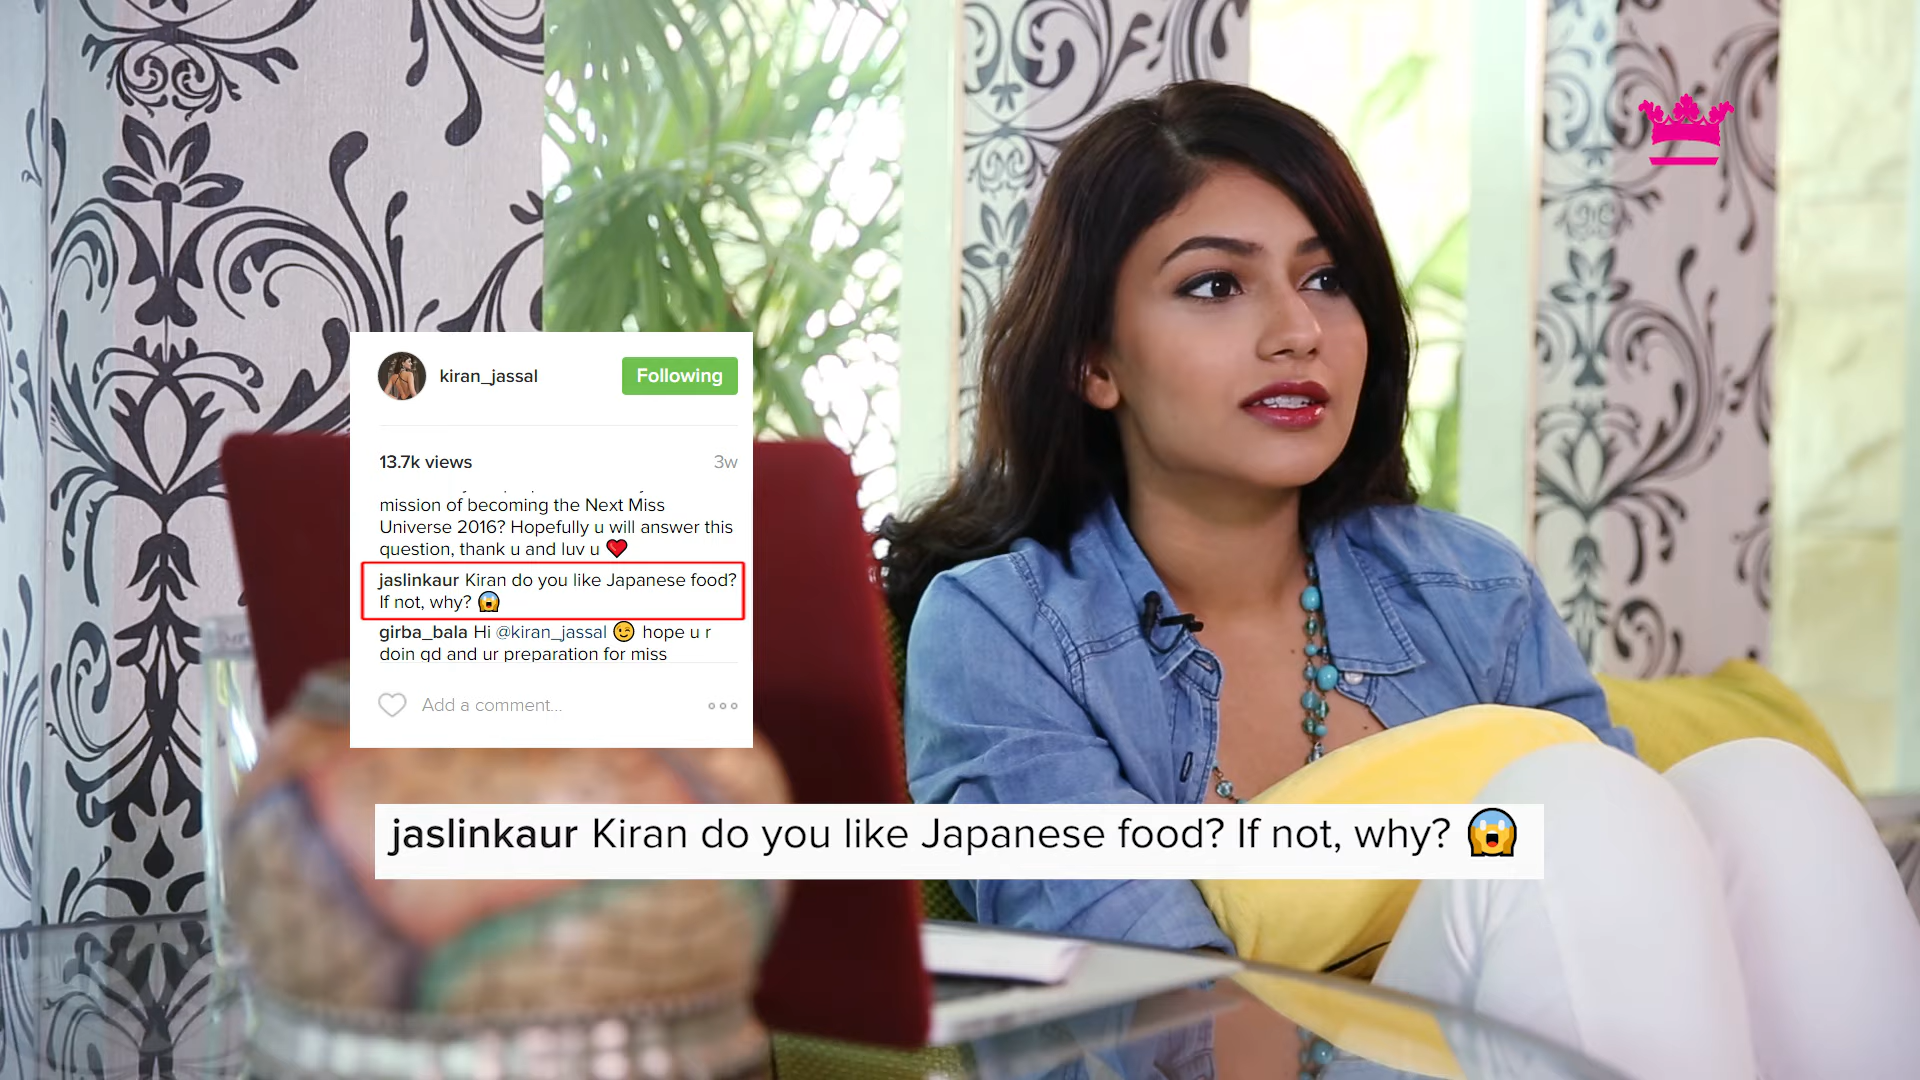 kiran_jassal
Following
13.7k views
3w
mission of becoming the Next Miss
Universe 2016? Hopefully u will answer this
question, thank u and luv u ❤️
jaslinkaur Kiran do you like Japanese food?
If not, why? 😱
girba_bala Hi @kiran_jassal 😉 hope u r
doin gd and ur preparation for miss
Add a comment...
jaslinkaur Kiran do you like Japanese food? If not, why? 😱